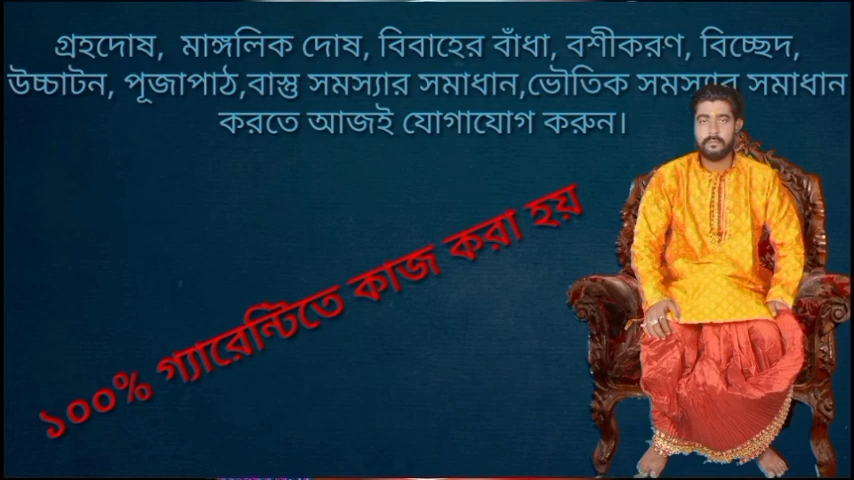 গ্রহদোষ, মাঙ্গলিক দোষ, বিবাহের বাঁধা, বশীকরণ, বিচ্ছেদ,
উচ্চাটন, পূজাপাঠ,বাস্তু সমস্যার সমাধান,ভৌতিক সমস্যার সমাধান
করতে আজই যোগাযোগ করুন।
১০০% গ্যারেন্টিতে কাজ করা হয়